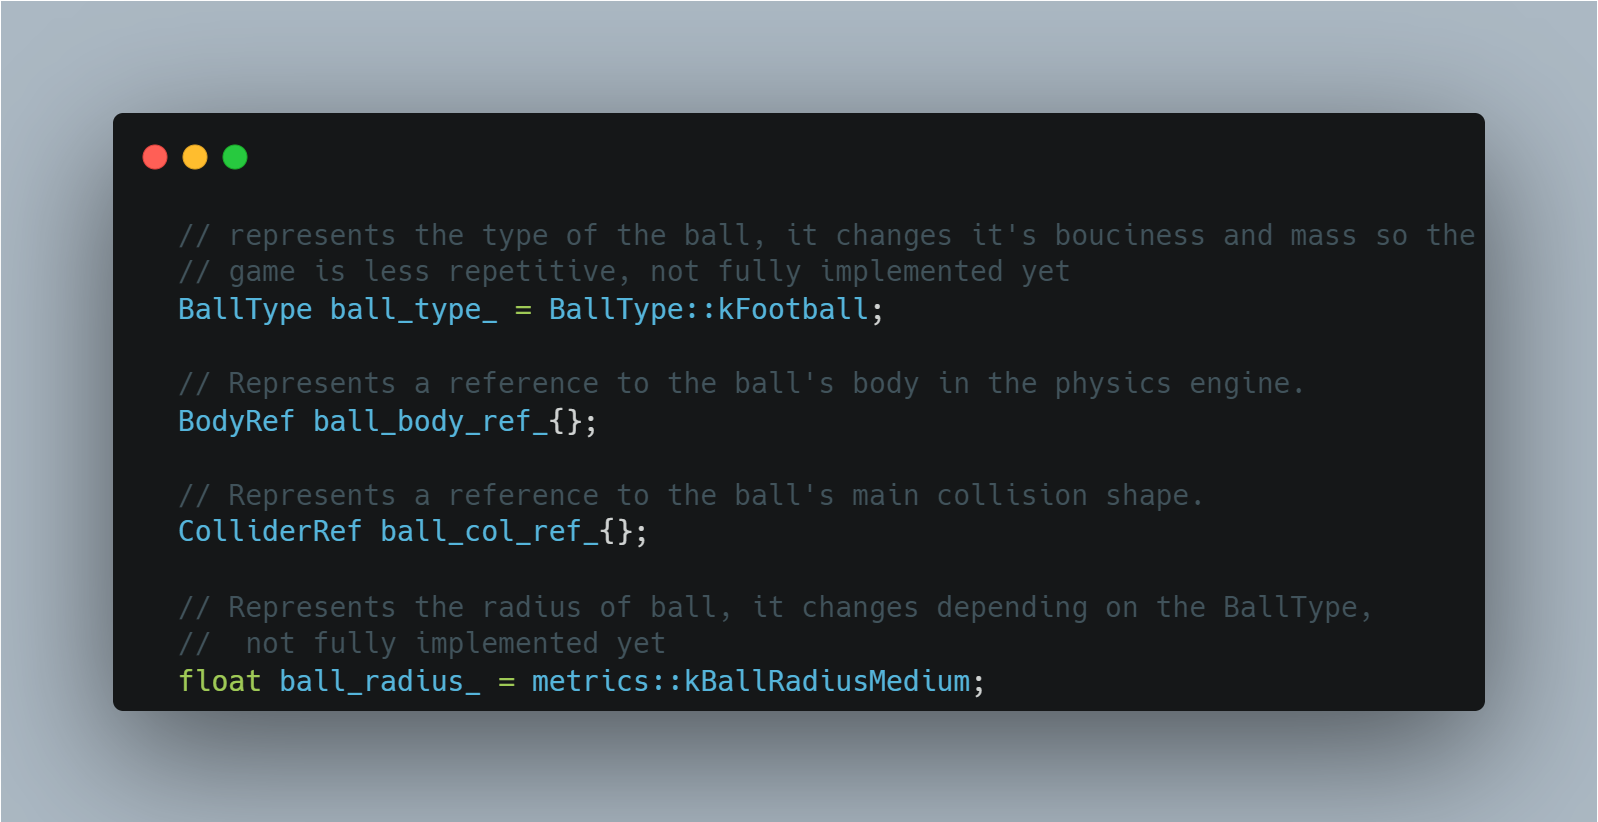 // represents the type of the ball, it changes it's bouciness and mass so the
// game is less repetitive, not fully implemented yet
BallType ball_type_ = BallType::kFootball;
// Represents a reference to the ball's body in the physics engine.
BodyRef ball_body_ref_{};
// Represents a reference to the ball's main collision shape.
ColliderRef ball_col_ref_{};
// Represents the radius of ball, it changes depending on the BallType,
//  not fully implemented yet
float ball_radius_ = metrics::kBallRadiusMedium;